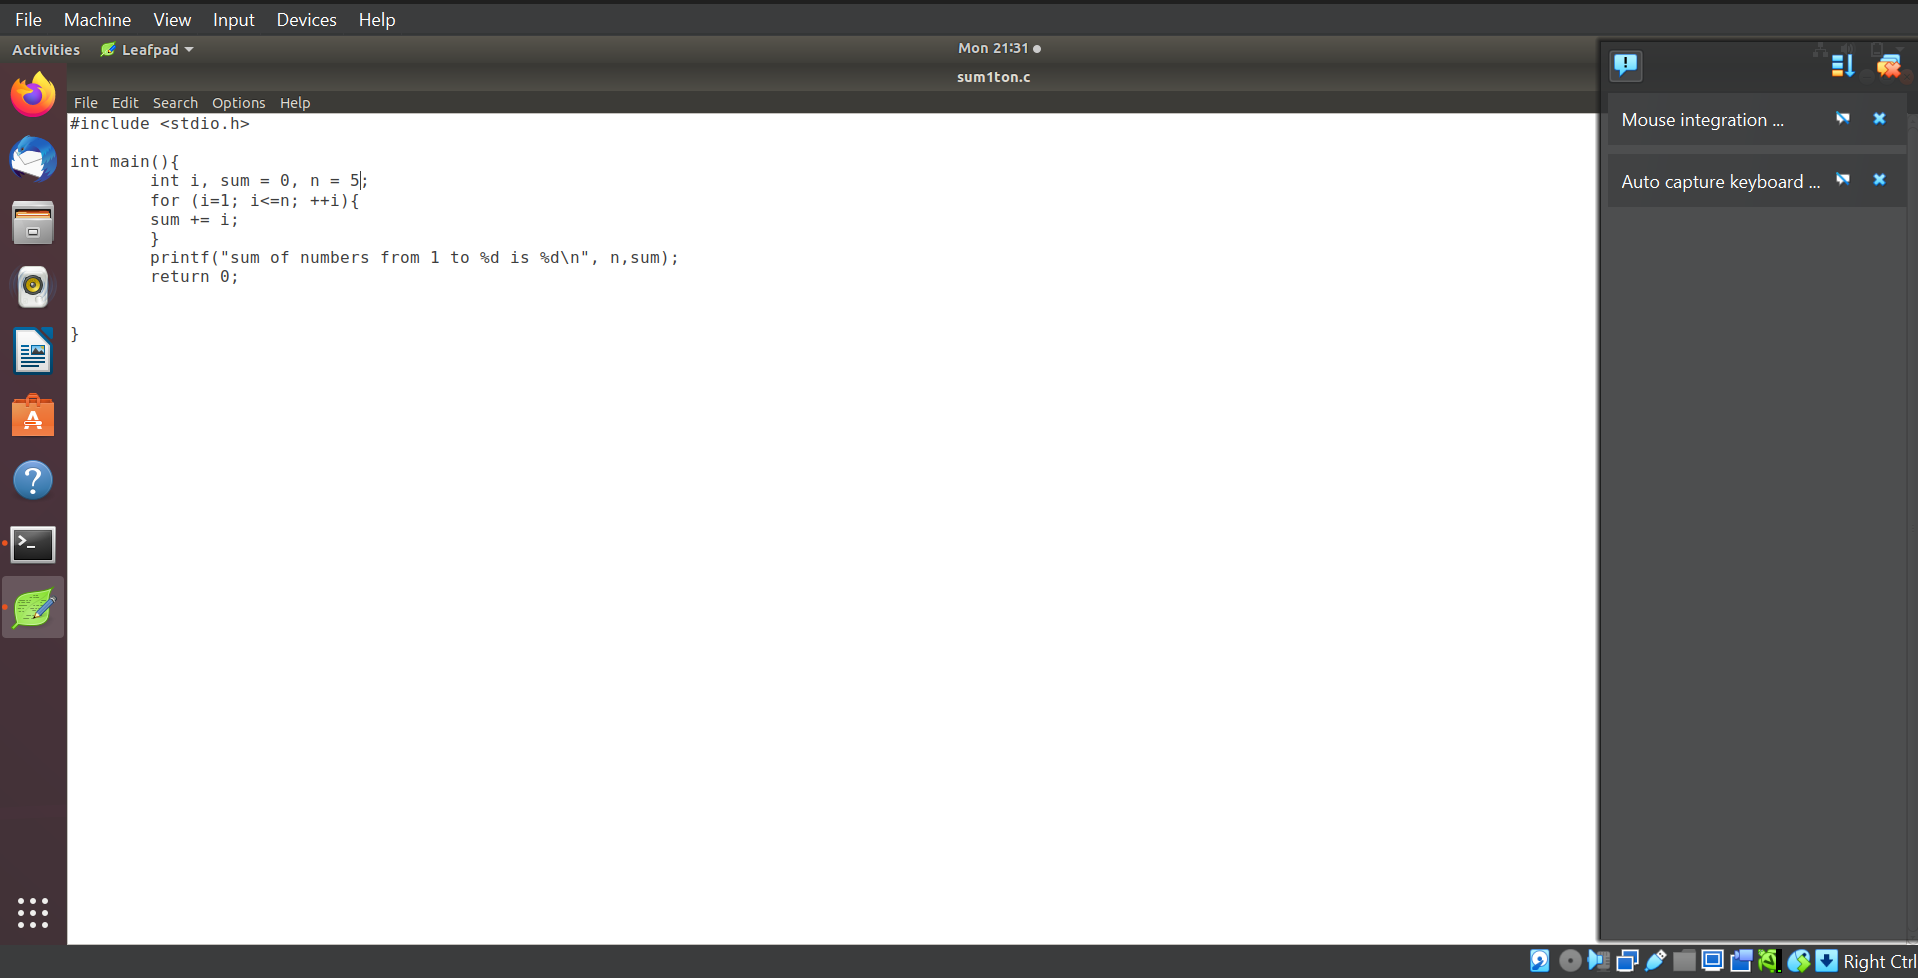 File Machine View Input Devices Help
Activities Leafpad Mon 21:31
sum1ton.c
File Edit Search Options Help
#include <stdio.h>
int main(){
int i, sum = 0, n = 5;
for (i=1; i<=n; ++i){
sum += i;
}
printf("sum of numbers from 1 to %d is %d\n", n,sum);
return 0;
}
Mouse integration ...
Auto capture keyboard ...
Right Ctrl